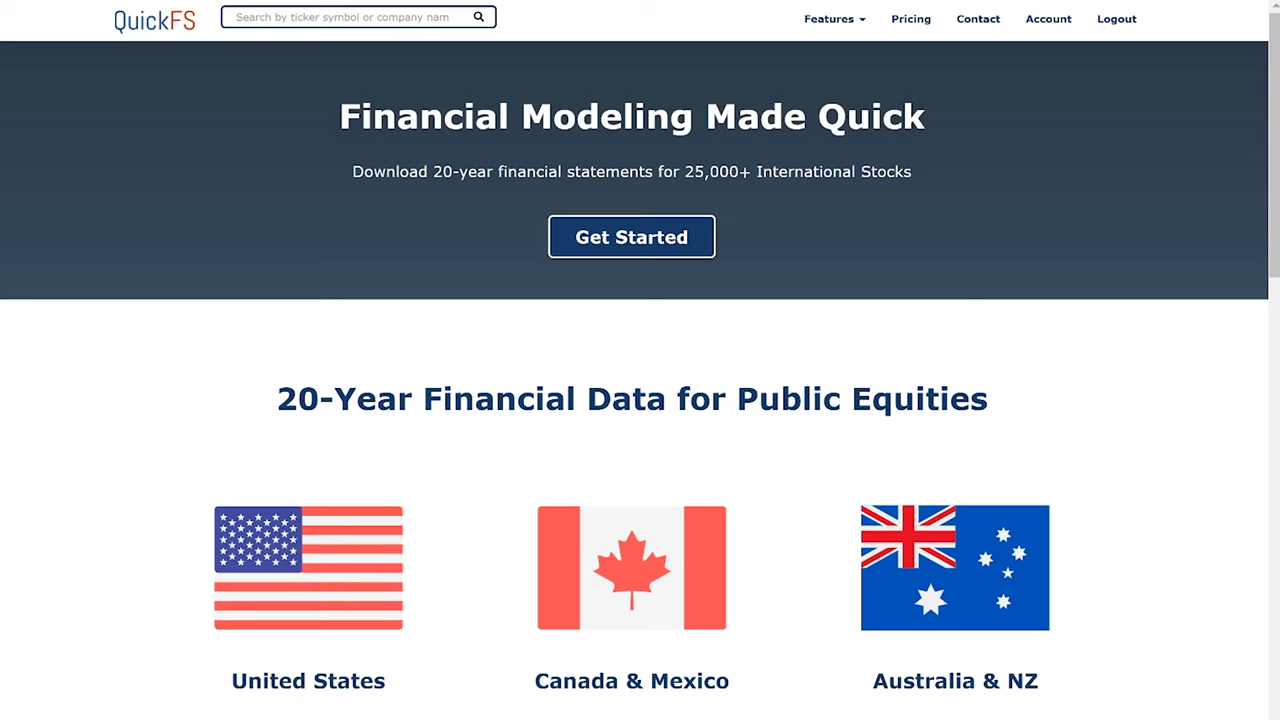 QuickFS
Search by ticker symbol or company nam
Features
Pricing
Contact
Account
Logout
Financial Modeling Made Quick
Download 20-year financial statements for 25,000+ International Stocks
Get Started
20-Year Financial Data for Public Equities
United States
Canada & Mexico
Australia & NZ